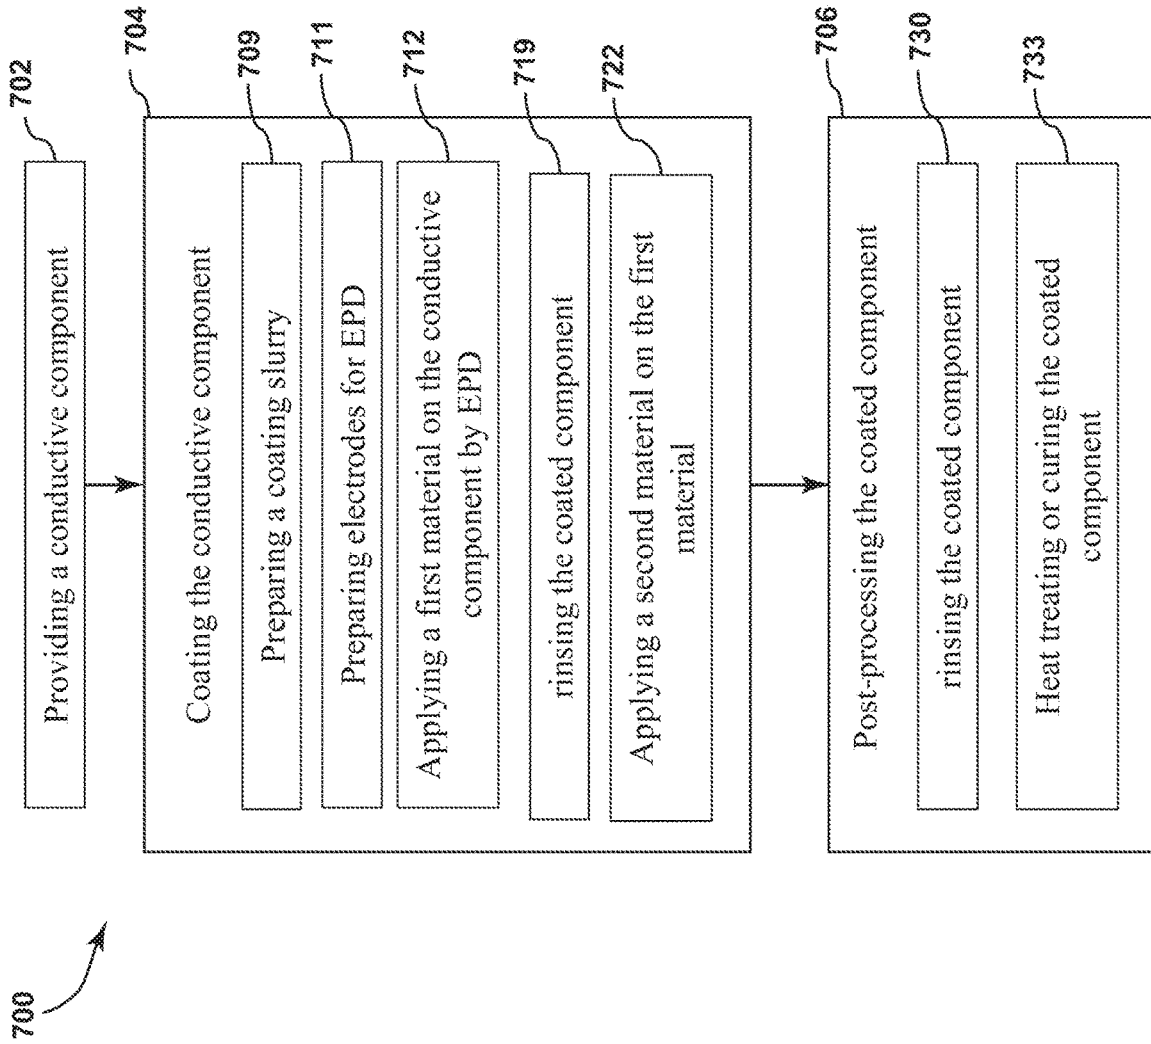 700
702
Providing a conductive component
704
Coating the conductive component
709
Preparing a coating slurry
711
Preparing electrodes for EPD
712
Applying a first material on the conductive
component by EPD
719
rinsing the coated component
722
Applying a second material on the first
material
706
Post-processing the coated component
730
rinsing the coated component
733
Heat treating or curing the coated
component